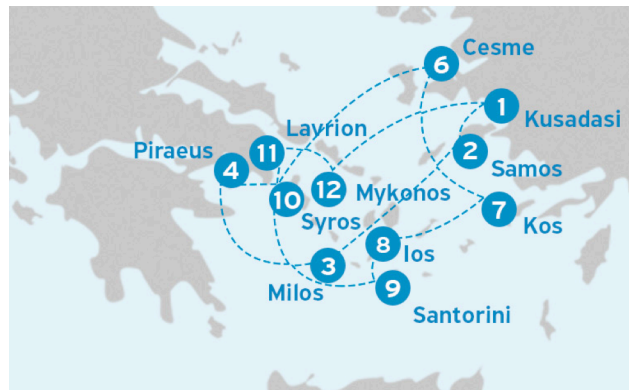 6
Cesme
1
Kusadasi
Lavrion
11
Piraeus
4
2
Samos
12
Mykonos
10
Syros
7
Kos
8
Ios
3
Milos
9
Santorini